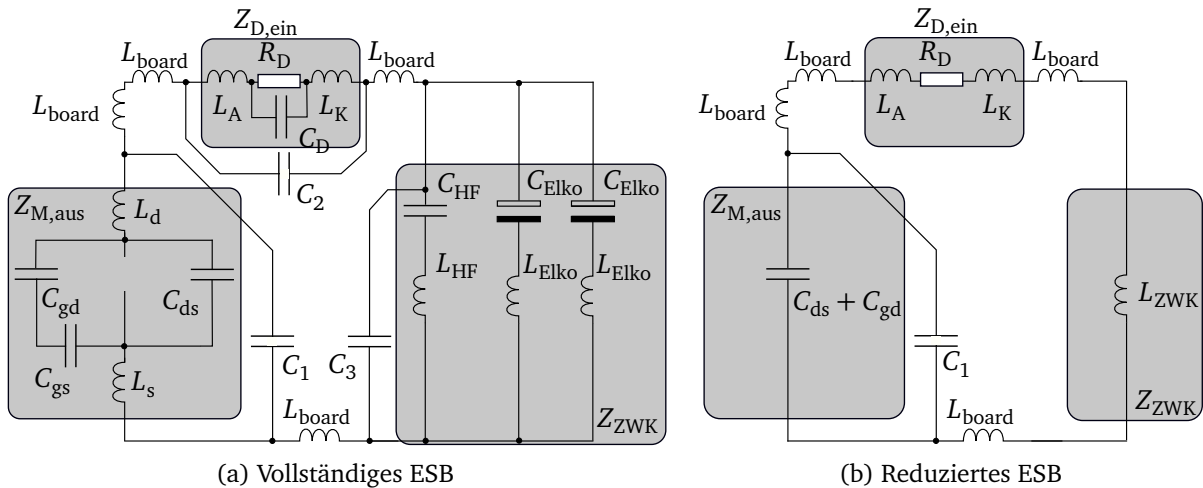 Z_D,ein
L_board
R_D
L_board
L_A
L_K
C_D
L_board
C_2
Z_M,aus
L_d
C_HF
C_Elko
C_Elko
L_HF
L_Elko
L_Elko
C_gd
C_ds
C_gs
L_s
C_1
C_3
L_board
Z_ZWK
(a) Vollständiges ESB
Z_D,ein
L_board
R_D
L_board
L_A
L_K
L_board
Z_M,aus
C_ds + C_gd
L_ZWK
C_1
L_board
Z_ZWK
(b) Reduziertes ESB